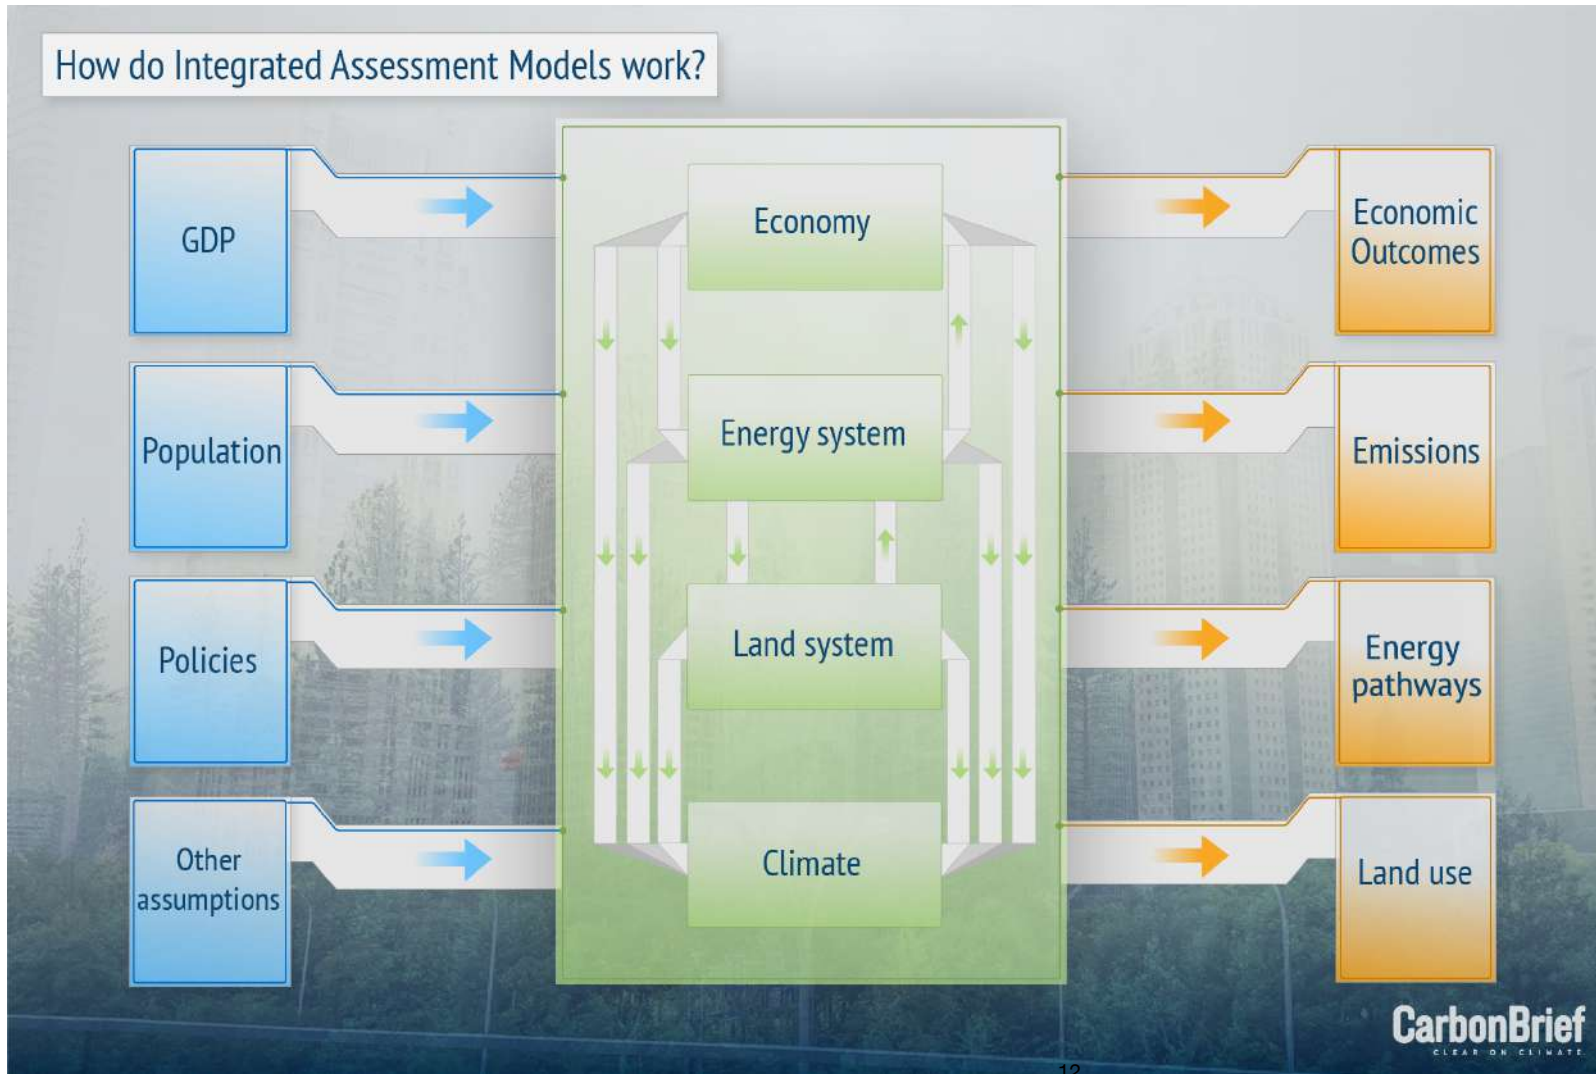 How do Integrated Assessment Models work?
GDP
Population
Policies
Other
assumptions
Economy
Energy system
Land system
Climate
Economic
Outcomes
Emissions
Energy
pathways
Land use
CarbonBrief
CLEAR ON CLIMATE
12